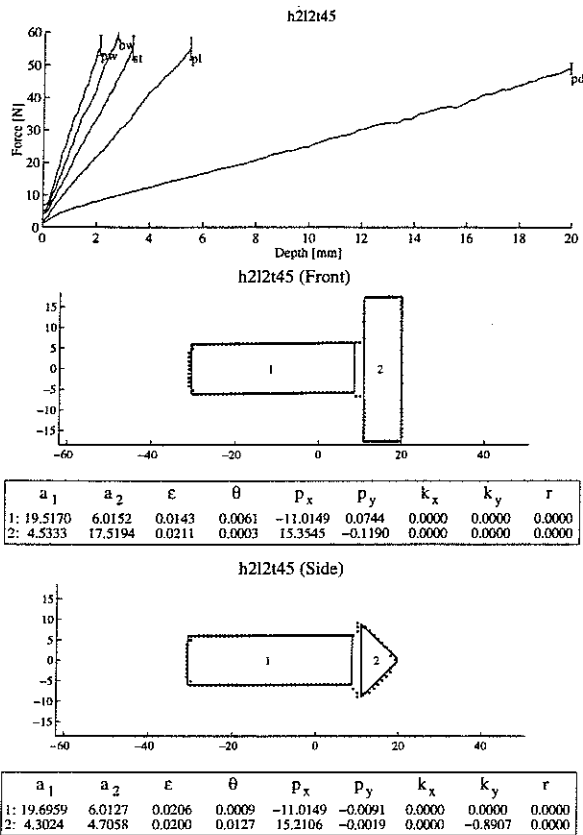 h2l2t45
60
50
40
30
20
10
0
Force [N]
pw
bw
st
pl
pd
0 2 4 6 8 10 12 14 16 18 20
Depth [mm]
h2l2t45 (Front)
15
10
5
0
−5
−10
−15
1
2
−60 −40 −20 0 20 40
a1 a2 ε θ px py kx ky r
1: 19.5170 6.0152 0.0143 0.0061 −11.0149 0.0744 0.0000 0.0000 0.0000
2: 4.5333 17.5194 0.0211 0.0003 15.3545 −0.1190 0.0000 0.0000 0.0000
h2l2t45 (Side)
15
10
5
0
−5
−10
−15
1
2
−60 −40 −20 0 20 40
a1 a2 ε θ px py kx ky r
1: 19.6959 6.0127 0.0206 0.0009 −11.0149 −0.0091 0.0000 0.0000 0.0000
2: 4.3024 4.7058 0.0200 0.0127 15.2106 −0.0019 0.0000 −0.8907 0.0000